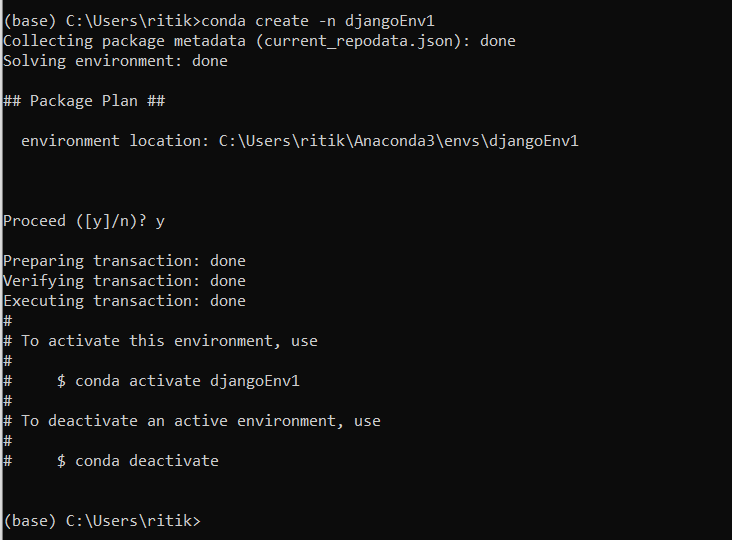 (base) C:\Users\ritik>conda create -n djangoEnv1
Collecting package metadata (current_repodata.json): done
Solving environment: done
## Package Plan ##
environment location: C:\Users\ritik\Anaconda3\envs\djangoEnv1
Proceed ([y]/n)? y
Preparing transaction: done
Verifying transaction: done
Executing transaction: done
#
# To activate this environment, use
#
#     $ conda activate djangoEnv1
#
# To deactivate an active environment, use
#
#     $ conda deactivate
(base) C:\Users\ritik>